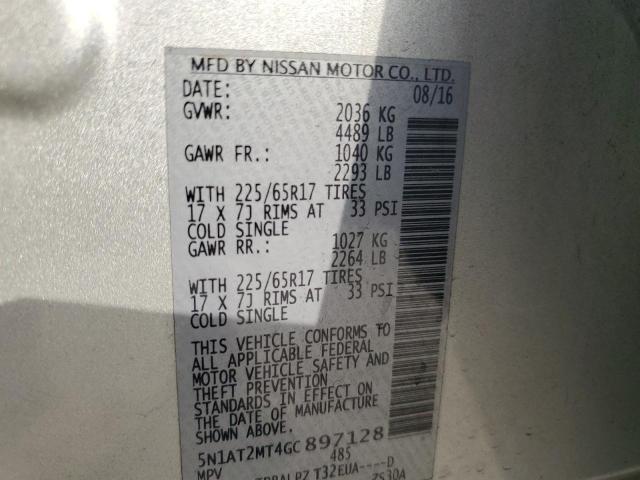 MFD BY NISSAN MOTOR CO., LTD.
DATE: 08/16
GVWR: 2036 KG
4489 LB
GAWR FR.: 1040 KG
2293 LB
WITH 225/65R17 TIRES
17 X 7J RIMS AT 33 PSI
COLD SINGLE
GAWR RR.: 1027 KG
2264 LB
WITH 225/65R17 TIRES
17 X 7J RIMS AT 33 PSI
COLD SINGLE
THIS VEHICLE CONFORMS TO
ALL APPLICABLE FEDERAL
MOTOR VEHICLE SAFETY AND
THEFT PREVENTION
STANDARDS IN EFFECT ON
THE DATE OF MANUFACTURE
SHOWN ABOVE.
5N1AT2MT4GC 897128
MPV 485
T32EUA----D